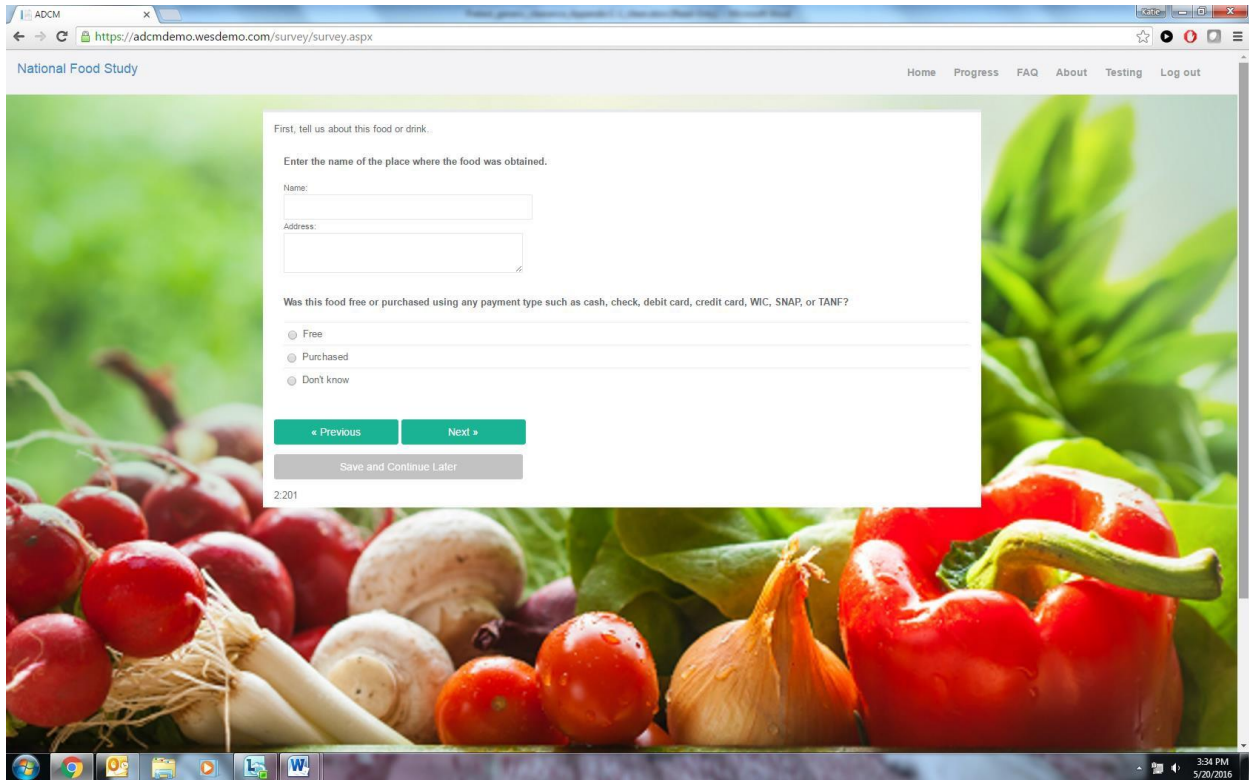 ADCM
Katie
https://adcmdemo.wesdemo.com/survey/survey.aspx
National Food Study
Home Progress FAQ About Testing Log out
First, tell us about this food or drink.
Enter the name of the place where the food was obtained.
Name:
Address:
Was this food free or purchased using any payment type such as cash, check, debit card, credit card, WIC, SNAP, or TANF?
Free
Purchased
Don't know
« Previous Next »
Save and Continue Later
2:201
3:34 PM
5/20/2016